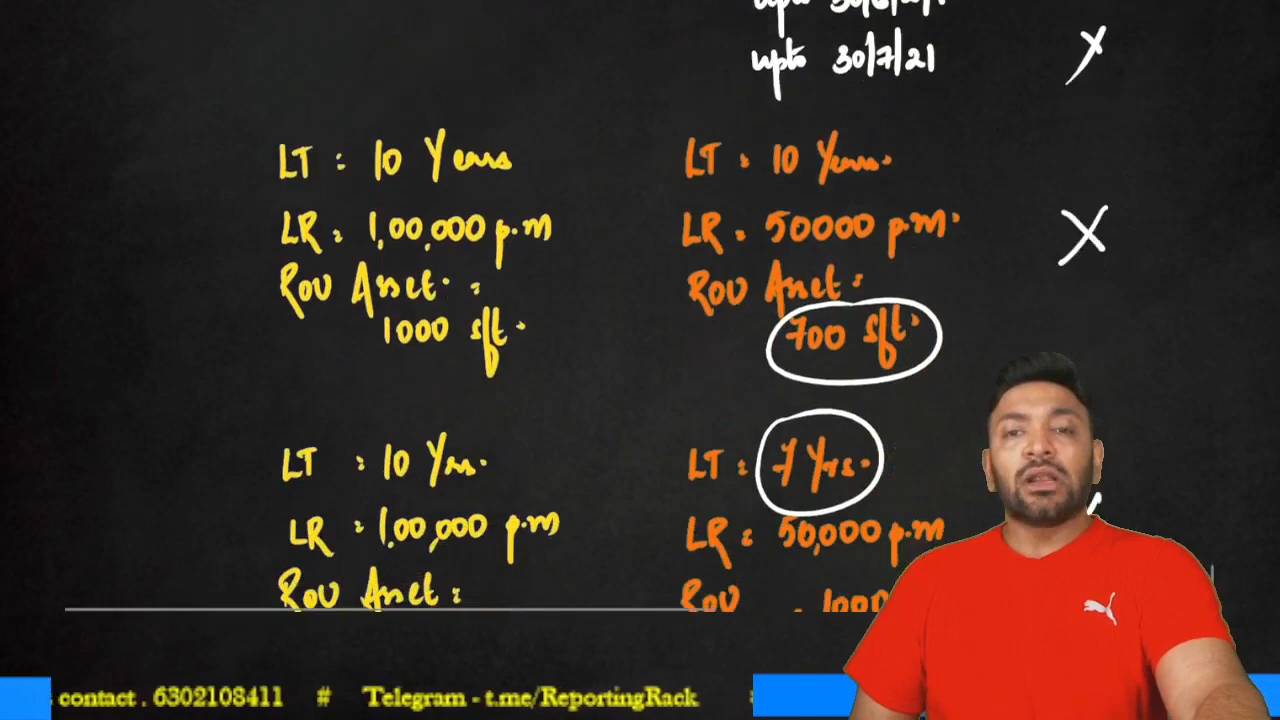 upto 30/7/21
X
LT : 10 Years
LT : 10 Years.
LR = 1,00,000 p.m
LR = 50000 p.m.
X
ROU Asset :
ROU Asset :
1000 sft.
700 sft.
LT : 10 Yrs.
LT : 7 Yrs.
LR : 1,00,000 p.m
LR : 50,000 p.m
ROU Asset :
ROU
contact . 6302108411 # Telegram - t.me/ReportingRack